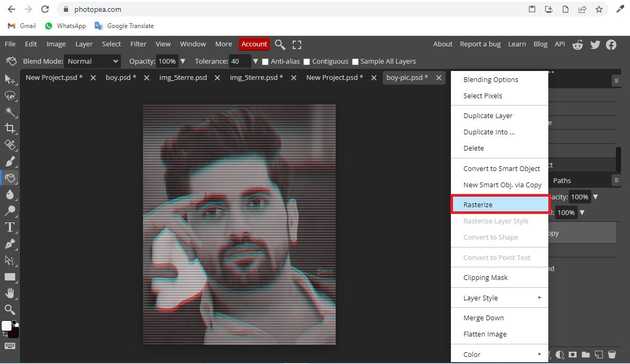 photopea.com
Gmail WhatsApp Google Translate
File Edit Image Layer Select Filter View Window More Account About Report a bug Learn Blog API
Blend Mode: Normal Opacity: 100% Tolerance: 40 Anti-alias Contiguous Sample All Layers
New Project.psd * boy.psd * img_5terre.psd img_5terre.psd * New Project.psd * boy-pic.psd *
Blending Options
Select Pixels
Duplicate Layer
Duplicate Into ...
Delete
Convert to Smart Object
New Smart Obj. via Copy
Paths
Rasterize
100%
100%
Rasterize Layer Style
Convert to Shape
Convert to Point Text
Clipping Mask
Layer Style
Merge Down
Flatten Image
Color